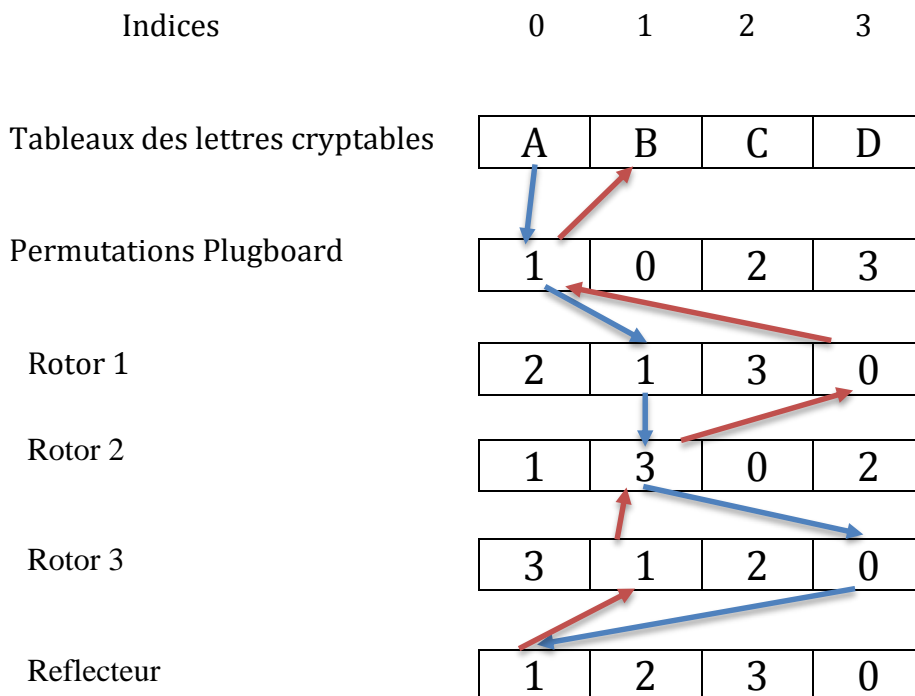 Indices 0 1 2 3
Tableaux des lettres cryptables A B C D
Permutations Plugboard 1 0 2 3
Rotor 1 2 1 3 0
Rotor 2 1 3 0 2
Rotor 3 3 1 2 0
Reflecteur 1 2 3 0